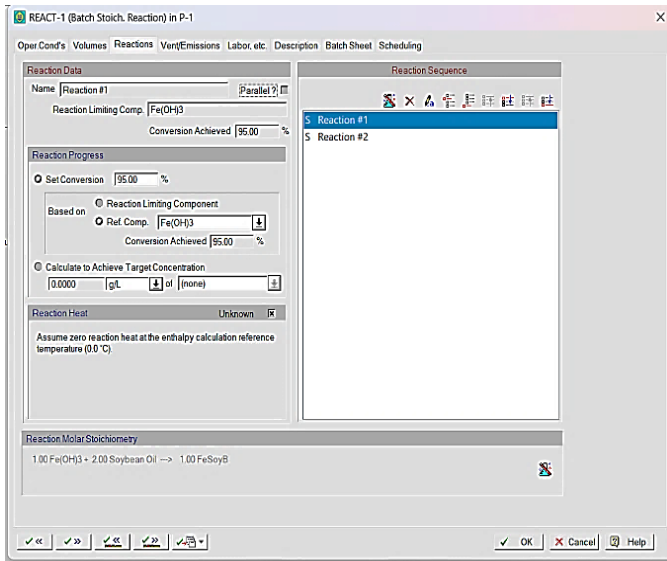 REACT-1 (Batch Stoich. Reaction) in P-1
Oper.Cond's Volumes Reactions Vent/Emissions Labor, etc. Description Batch Sheet Scheduling
Reaction Data
Name Reaction #1 Parallel?
Reaction Limiting Comp. Fe(OH)3
Conversion Achieved 95.00 %
Reaction Progress
Set Conversion 95.00 %
Based on
Reaction Limiting Component
Ref. Comp. Fe(OH)3
Conversion Achieved 95.00 %
Calculate to Achieve Target Concentration
0.0000 g/L of (none)
Reaction Heat Unknown
Assume zero reaction heat at the enthalpy calculation reference
temperature (0.0 °C).
Reaction Sequence
S Reaction #1
S Reaction #2
Reaction Molar Stoichiometry
1.00 Fe(OH)3 + 2.00 Soybean Oil ---> 1.00 FeSoyB
OK Cancel Help